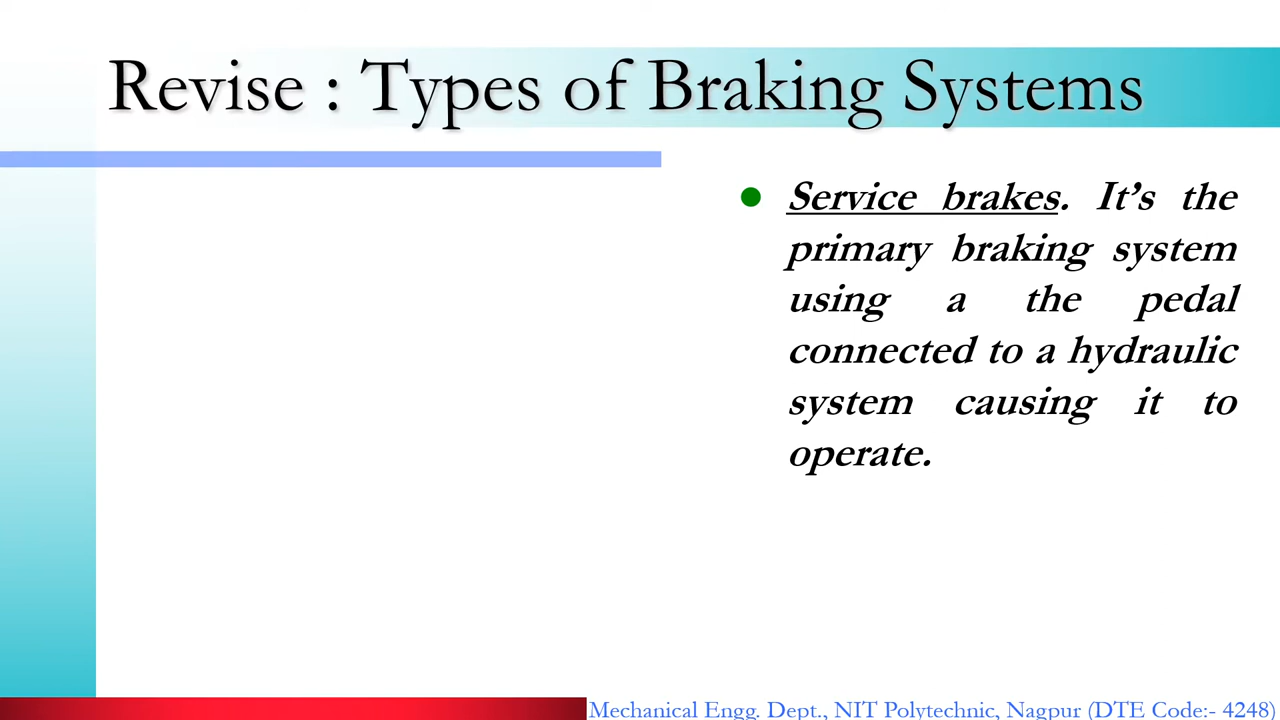 Revise : Types of Braking Systems
Service brakes. It’s the
primary braking system
using a the pedal
connected to a hydraulic
system causing it to
operate.
Mechanical Engg. Dept., NIT Polytechnic, Nagpur (DTE Code:- 4248)